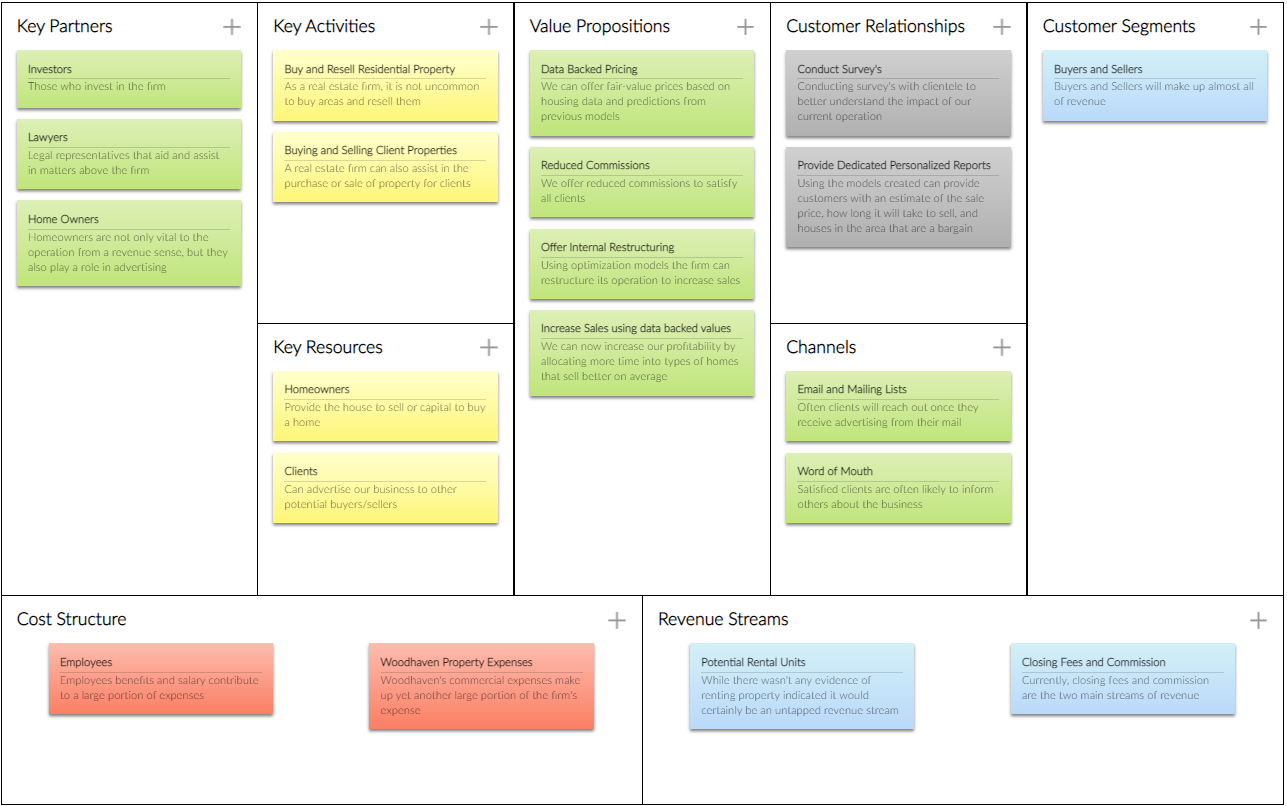 Key Partners
Investors
Those who invest in the firm
Lawyers
Legal representatives that aid and assist
in matters above the firm
Home Owners
Homeowners are not only vital to the
operation from a revenue sense, but they
also play a role in advertising
Key Activities
Buy and Resell Residential Property
As a real estate firm, it is not uncommon
to buy areas and resell them
Buying and Selling Client Properties
A real estate firm can also assist in the
purchase or sale of property for clients
Key Resources
Homeowners
Provide the house to sell or capital to buy
a home
Clients
Can advertise our business to other
potential buyers/sellers
Value Propositions
Data Backed Pricing
We can offer fair-value prices based on
housing data and predictions from
previous models
Reduced Commissions
We offer reduced commissions to satisfy
all clients
Offer Internal Restructuring
Using optimization models the firm can
restructure its operation to increase sales
Increase Sales using data backed values
We can now increase our profitability by
allocating more time into types of homes
that sell better on average
Customer Relationships
Conduct Survey's
Conducting survey's with clientele to
better understand the impact of our
current operation
Provide Dedicated Personalized Reports
Using the models created can provide
customers with an estimate of the sale
price, how long it will take to sell, and
houses in the area that are a bargain
Channels
Email and Mailing Lists
Often clients will reach out once they
receive advertising from their mail
Word of Mouth
Satisfied clients are often likely to inform
others about the business
Customer Segments
Buyers and Sellers
Buyers and Sellers will make up almost all
of revenue
Cost Structure
Employees
Employees benefits and salary contribute
to a large portion of expenses
Woodhaven Property Expenses
Woodhaven's commercial expenses make
up yet another large portion of the firm's
expense
Revenue Streams
Potential Rental Units
While there wasn't any evidence of
renting property indicated it would
certainly be an untapped revenue stream
Closing Fees and Commission
Currently, closing fees and commission
are the two main streams of revenue